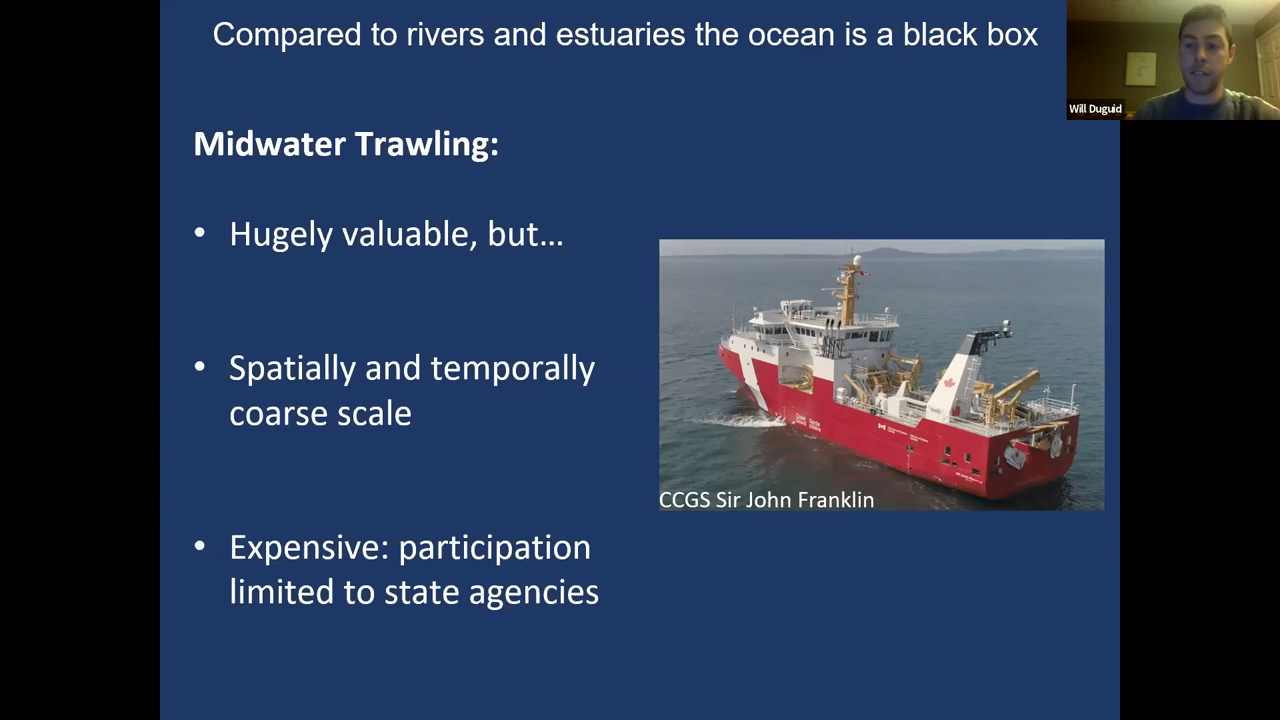 Compared to rivers and estuaries the ocean is a black box
Will Duguid
Midwater Trawling:
• Hugely valuable, but…
• Spatially and temporally
coarse scale
CCGS Sir John Franklin
• Expensive: participation
limited to state agencies